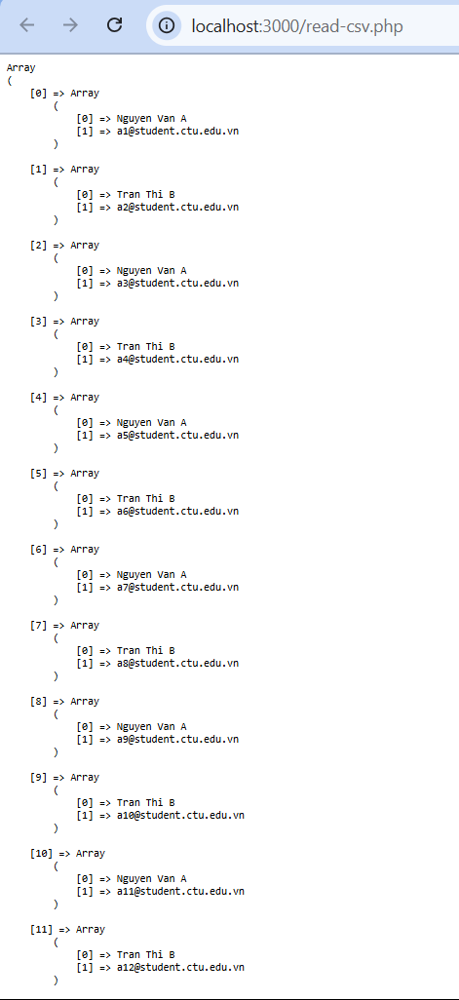 localhost:3000/read-csv.php
Array
(
    [0] => Array
        (
            [0] => Nguyen Van A
            [1] => a1@student.ctu.edu.vn
        )

    [1] => Array
        (
            [0] => Tran Thi B
            [1] => a2@student.ctu.edu.vn
        )

    [2] => Array
        (
            [0] => Nguyen Van A
            [1] => a3@student.ctu.edu.vn
        )

    [3] => Array
        (
            [0] => Tran Thi B
            [1] => a4@student.ctu.edu.vn
        )

    [4] => Array
        (
            [0] => Nguyen Van A
            [1] => a5@student.ctu.edu.vn
        )

    [5] => Array
        (
            [0] => Tran Thi B
            [1] => a6@student.ctu.edu.vn
        )

    [6] => Array
        (
            [0] => Nguyen Van A
            [1] => a7@student.ctu.edu.vn
        )

    [7] => Array
        (
            [0] => Tran Thi B
            [1] => a8@student.ctu.edu.vn
        )

    [8] => Array
        (
            [0] => Nguyen Van A
            [1] => a9@student.ctu.edu.vn
        )

    [9] => Array
        (
            [0] => Tran Thi B
            [1] => a10@student.ctu.edu.vn
        )

    [10] => Array
        (
            [0] => Nguyen Van A
            [1] => a11@student.ctu.edu.vn
        )

    [11] => Array
        (
            [0] => Tran Thi B
            [1] => a12@student.ctu.edu.vn
        )